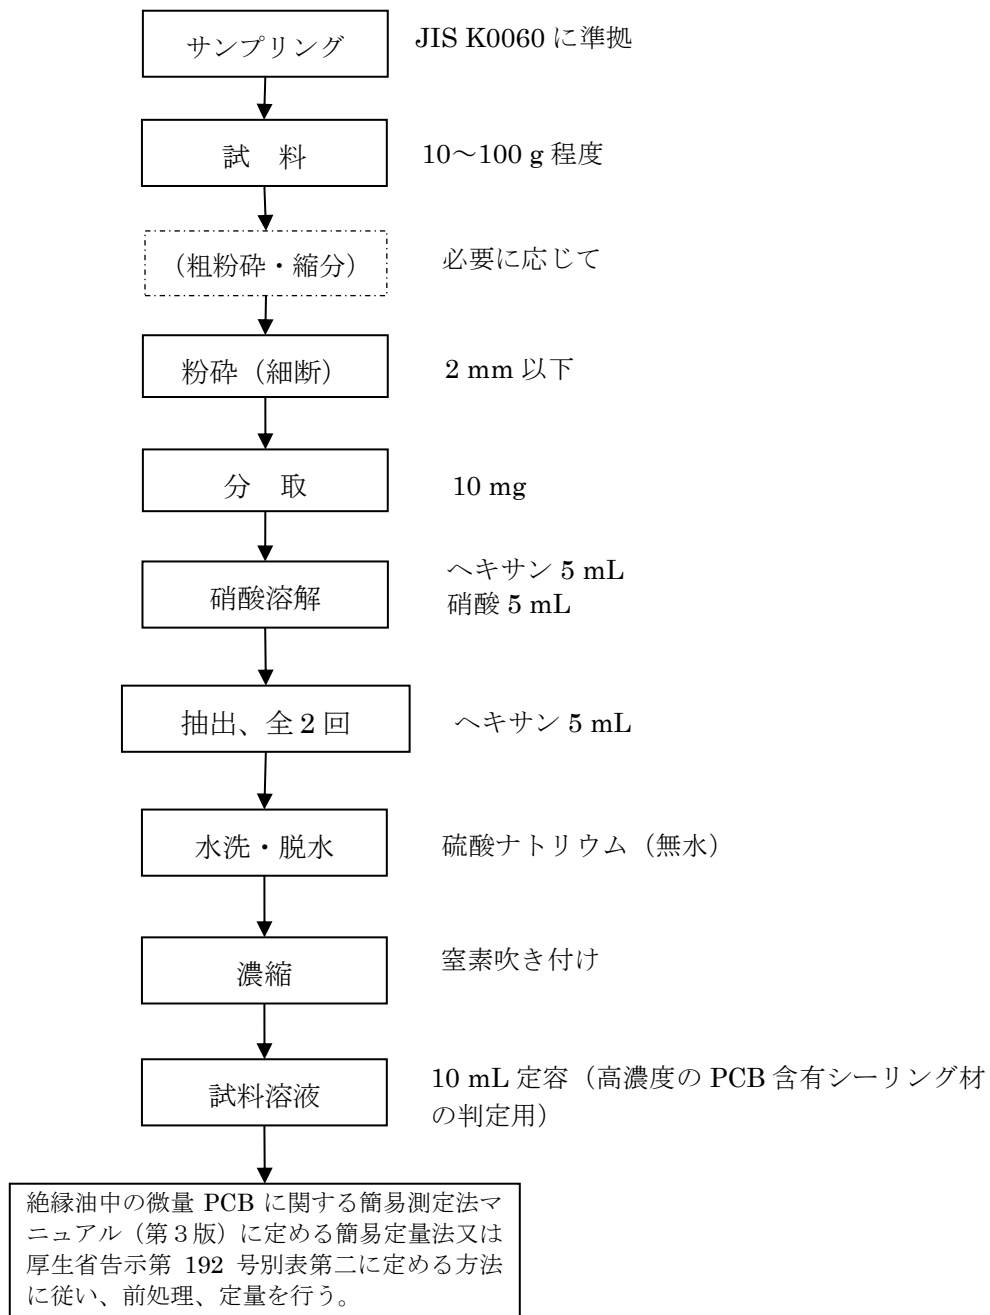 サンプリング
JIS K0060 に準拠
試　料
10～100 g 程度
（粗粉砕・縮分）
必要に応じて
粉砕（細断）
2 mm 以下
分　取
10 mg
硝酸溶解
ヘキサン 5 mL
硝酸 5 mL
抽出、全 2 回
ヘキサン 5 mL
水洗・脱水
硫酸ナトリウム（無水）
濃縮
窒素吹き付け
試料溶液
10 mL 定容（高濃度の PCB 含有シーリング材
の判定用）
絶縁油中の微量 PCB に関する簡易測定法マ
ニュアル（第３版）に定める簡易定量法又は
厚生省告示第 192 号別表第二に定める方法
に従い、前処理、定量を行う。